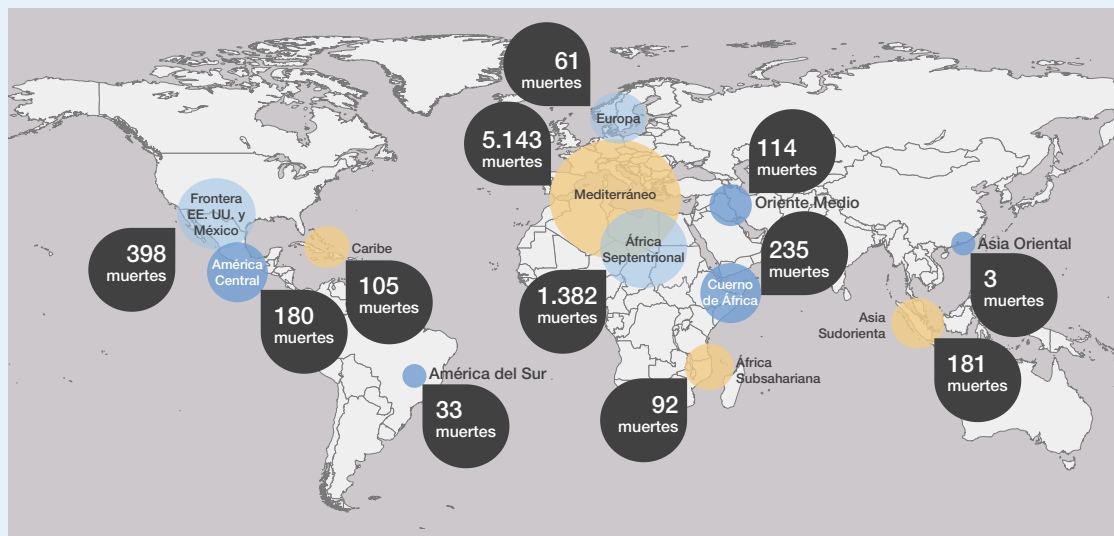 61
muertes
Europa
5.143
muertes
Mediterráneo
114
muertes
Oriente Medio
Frontera
EE. UU. y
México
398
muertes
América
Central
180
muertes
Caribe
105
muertes
África
Septentrional
1.382
muertes
235
muertes
Cuerno
de África
Asia Oriental
3
muertes
Asia
Sudorienta
181
muertes
América del Sur
33
muertes
África
Subsahariana
92
muertes